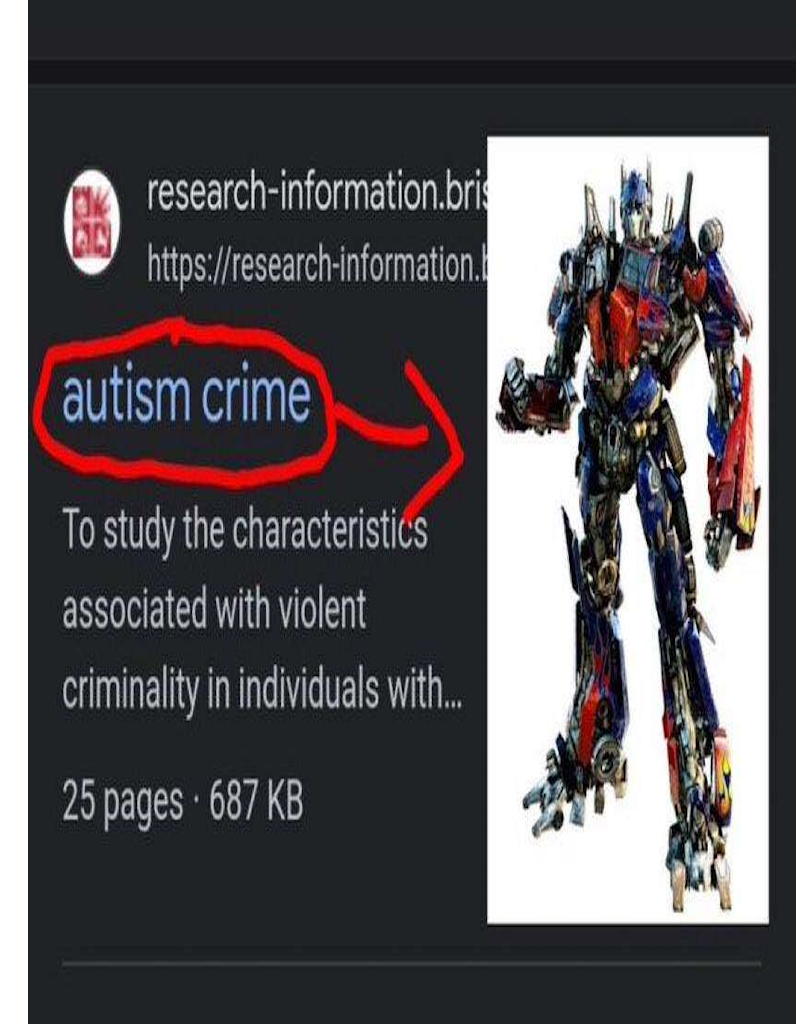 research-information.bris
https://research-information.b
autism crime
To study the characteristics
associated with violent
criminality in individuals with...
25 pages · 687 KB